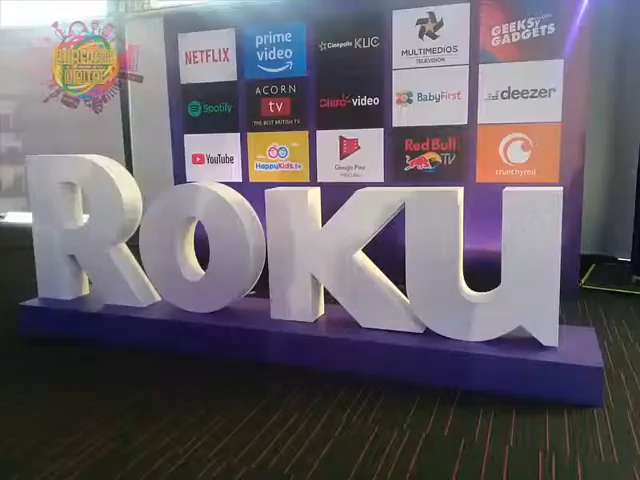 NETFLIX
prime video
Cinépolis KLIC
MULTIMEDIOS
TELEVISIÓN
GEEKS y GADGETS
Spotify
ACORN
tv
THE BEST BRITISH TV
Claro video
BabyFirst
deezer
YouTube
HappyKids.tv
Google Play
Red Bull
TV
crunchyroll
ROKU